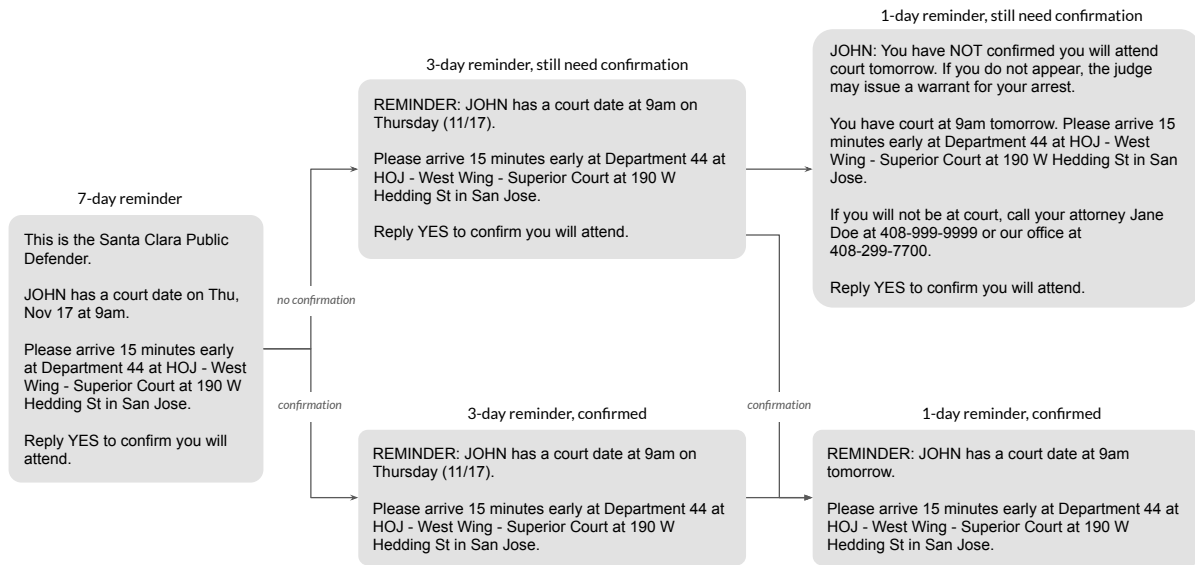 7-day reminder
This is the Santa Clara Public
Defender.
JOHN has a court date on Thu,
Nov 17 at 9am.
Please arrive 15 minutes early
at Department 44 at HOJ - West
Wing - Superior Court at 190 W
Hedding St in San Jose.
Reply YES to confirm you will
attend.
no confirmation
confirmation
3-day reminder, still need confirmation
REMINDER: JOHN has a court date at 9am on
Thursday (11/17).
Please arrive 15 minutes early at Department 44 at
HOJ - West Wing - Superior Court at 190 W
Hedding St in San Jose.
Reply YES to confirm you will attend.
3-day reminder, confirmed
REMINDER: JOHN has a court date at 9am on
Thursday (11/17).
Please arrive 15 minutes early at Department 44 at
HOJ - West Wing - Superior Court at 190 W
Hedding St in San Jose.
confirmation
1-day reminder, still need confirmation
JOHN: You have NOT confirmed you will attend
court tomorrow. If you do not appear, the judge
may issue a warrant for your arrest.
You have court at 9am tomorrow. Please arrive 15
minutes early at Department 44 at HOJ - West
Wing - Superior Court at 190 W Hedding St in San
Jose.
If you will not be at court, call your attorney Jane
Doe at 408-999-9999 or our office at
408-299-7700.
Reply YES to confirm you will attend.
1-day reminder, confirmed
REMINDER: JOHN has a court date at 9am
tomorrow.
Please arrive 15 minutes early at Department 44 at
HOJ - West Wing - Superior Court at 190 W
Hedding St in San Jose.